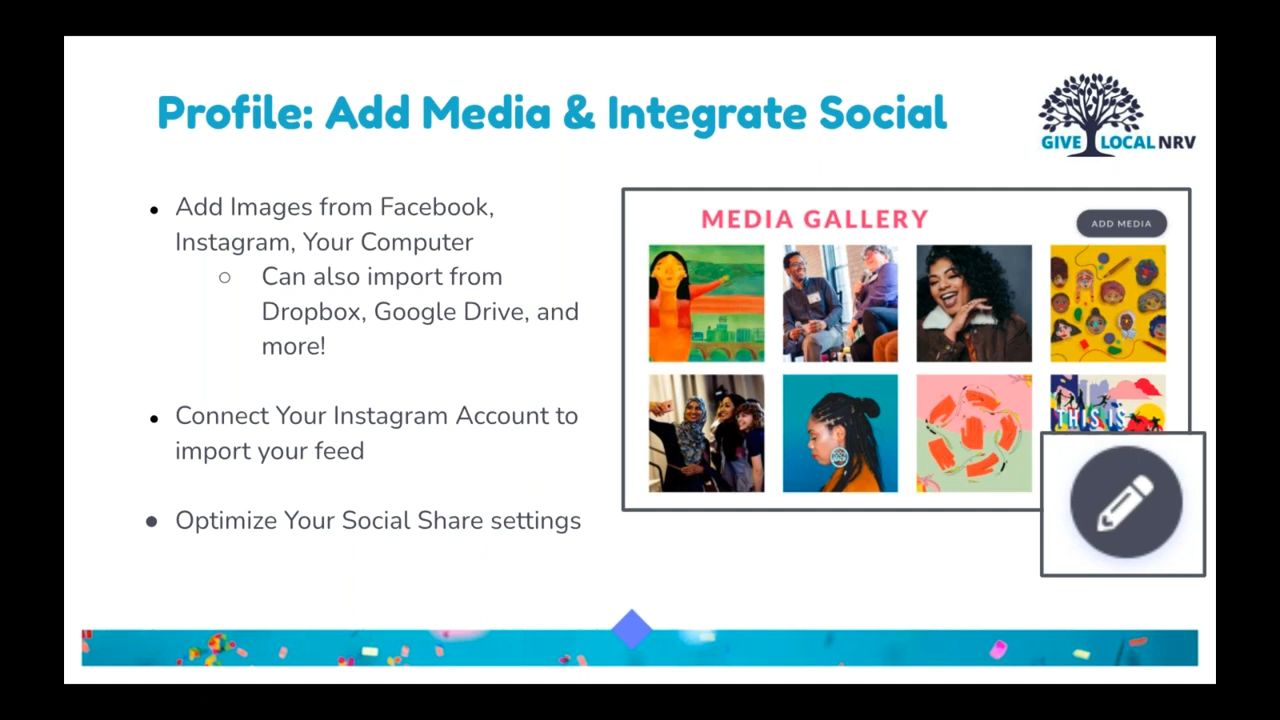 Profile: Add Media & Integrate Social
GIVE LOCAL NRV
● Add Images from Facebook,
Instagram, Your Computer
○ Can also import from
Dropbox, Google Drive, and
more!
● Connect Your Instagram Account to
import your feed
● Optimize Your Social Share settings
MEDIA GALLERY
ADD MEDIA
THIS IS